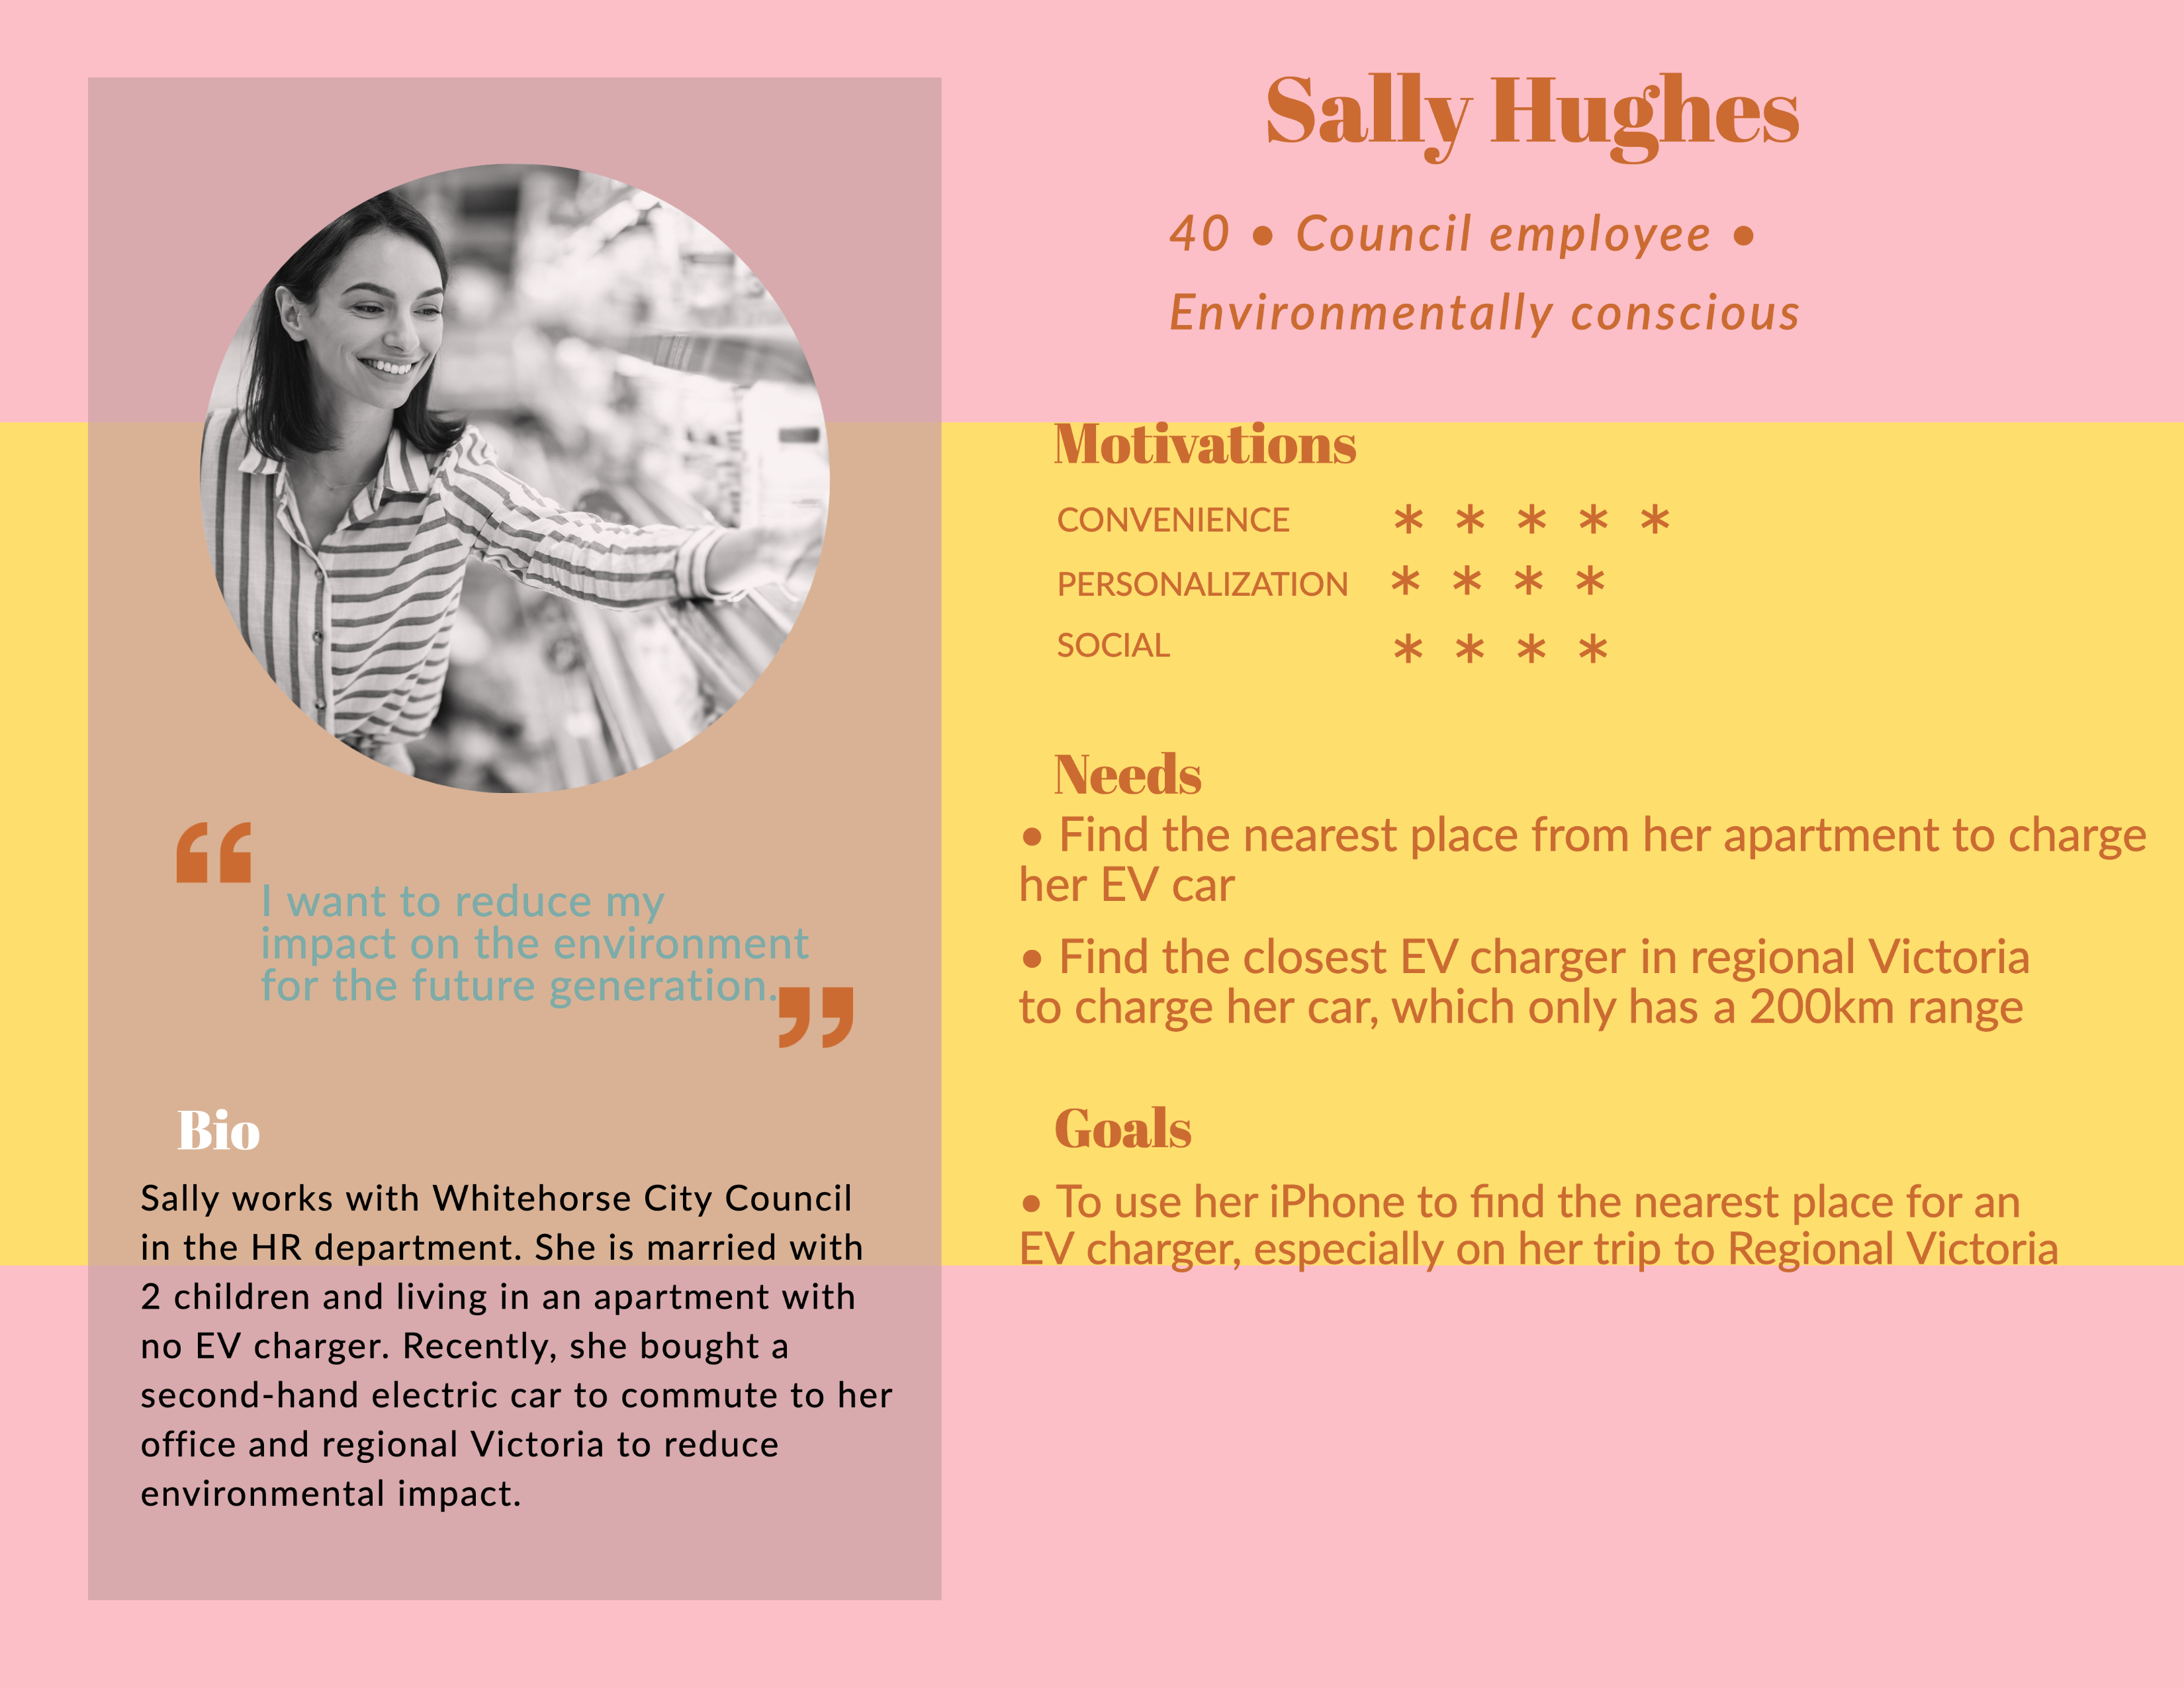 Sally Hughes
40 • Council employee •
Environmentally conscious
“
I want to reduce my
impact on the environment
for the future generation.
”
Bio
Sally works with Whitehorse City Council
in the HR department. She is married with
2 children and living in an apartment with
no EV charger. Recently, she bought a
second-hand electric car to commute to her
office and regional Victoria to reduce
environmental impact.
Motivations
CONVENIENCE * * * * *
PERSONALIZATION * * * *
SOCIAL * * * *
Needs
• Find the nearest place from her apartment to charge
her EV car
• Find the closest EV charger in regional Victoria
to charge her car, which only has a 200km range
Goals
• To use her iPhone to find the nearest place for an
EV charger, especially on her trip to Regional Victoria